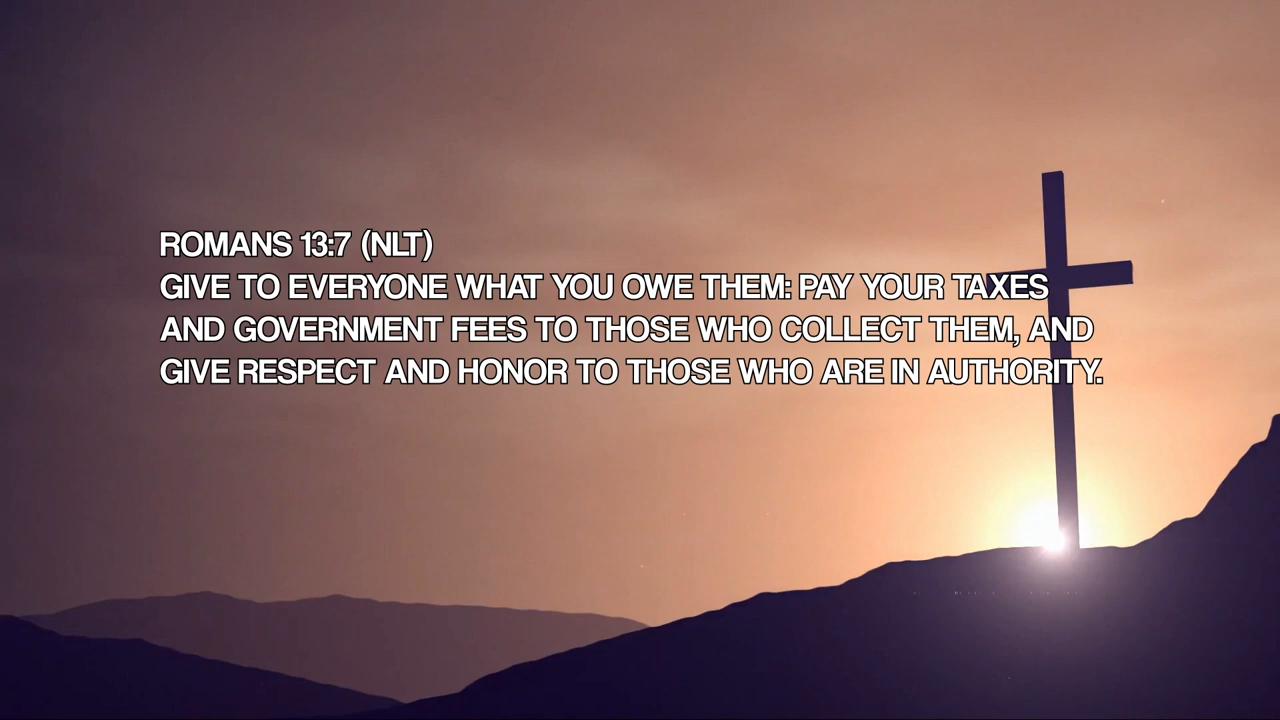 ROMANS 13:7 (NLT)
GIVE TO EVERYONE WHAT YOU OWE THEM: PAY YOUR TAXES
AND GOVERNMENT FEES TO THOSE WHO COLLECT THEM, AND
GIVE RESPECT AND HONOR TO THOSE WHO ARE IN AUTHORITY.